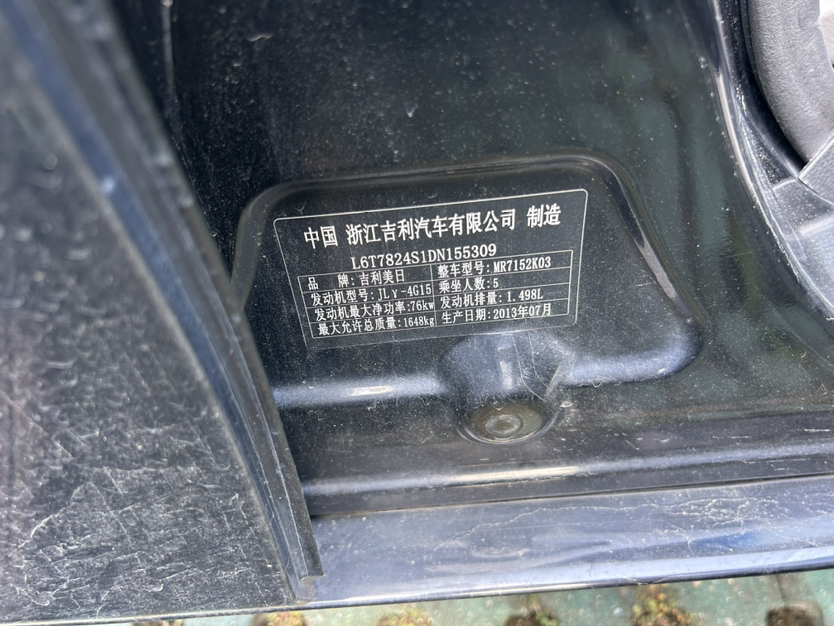 中国 浙江吉利汽车有限公司 制造
L6T7824S1DN155309
品 牌:吉利美日 整车型号:MR7152K03
发动机型号:JLγ-4G15 乘坐人数:5
发动机最大净功率:76kw 发动机排量:1.498L
最大允许总质量:1648kg 生产日期:2013年07月